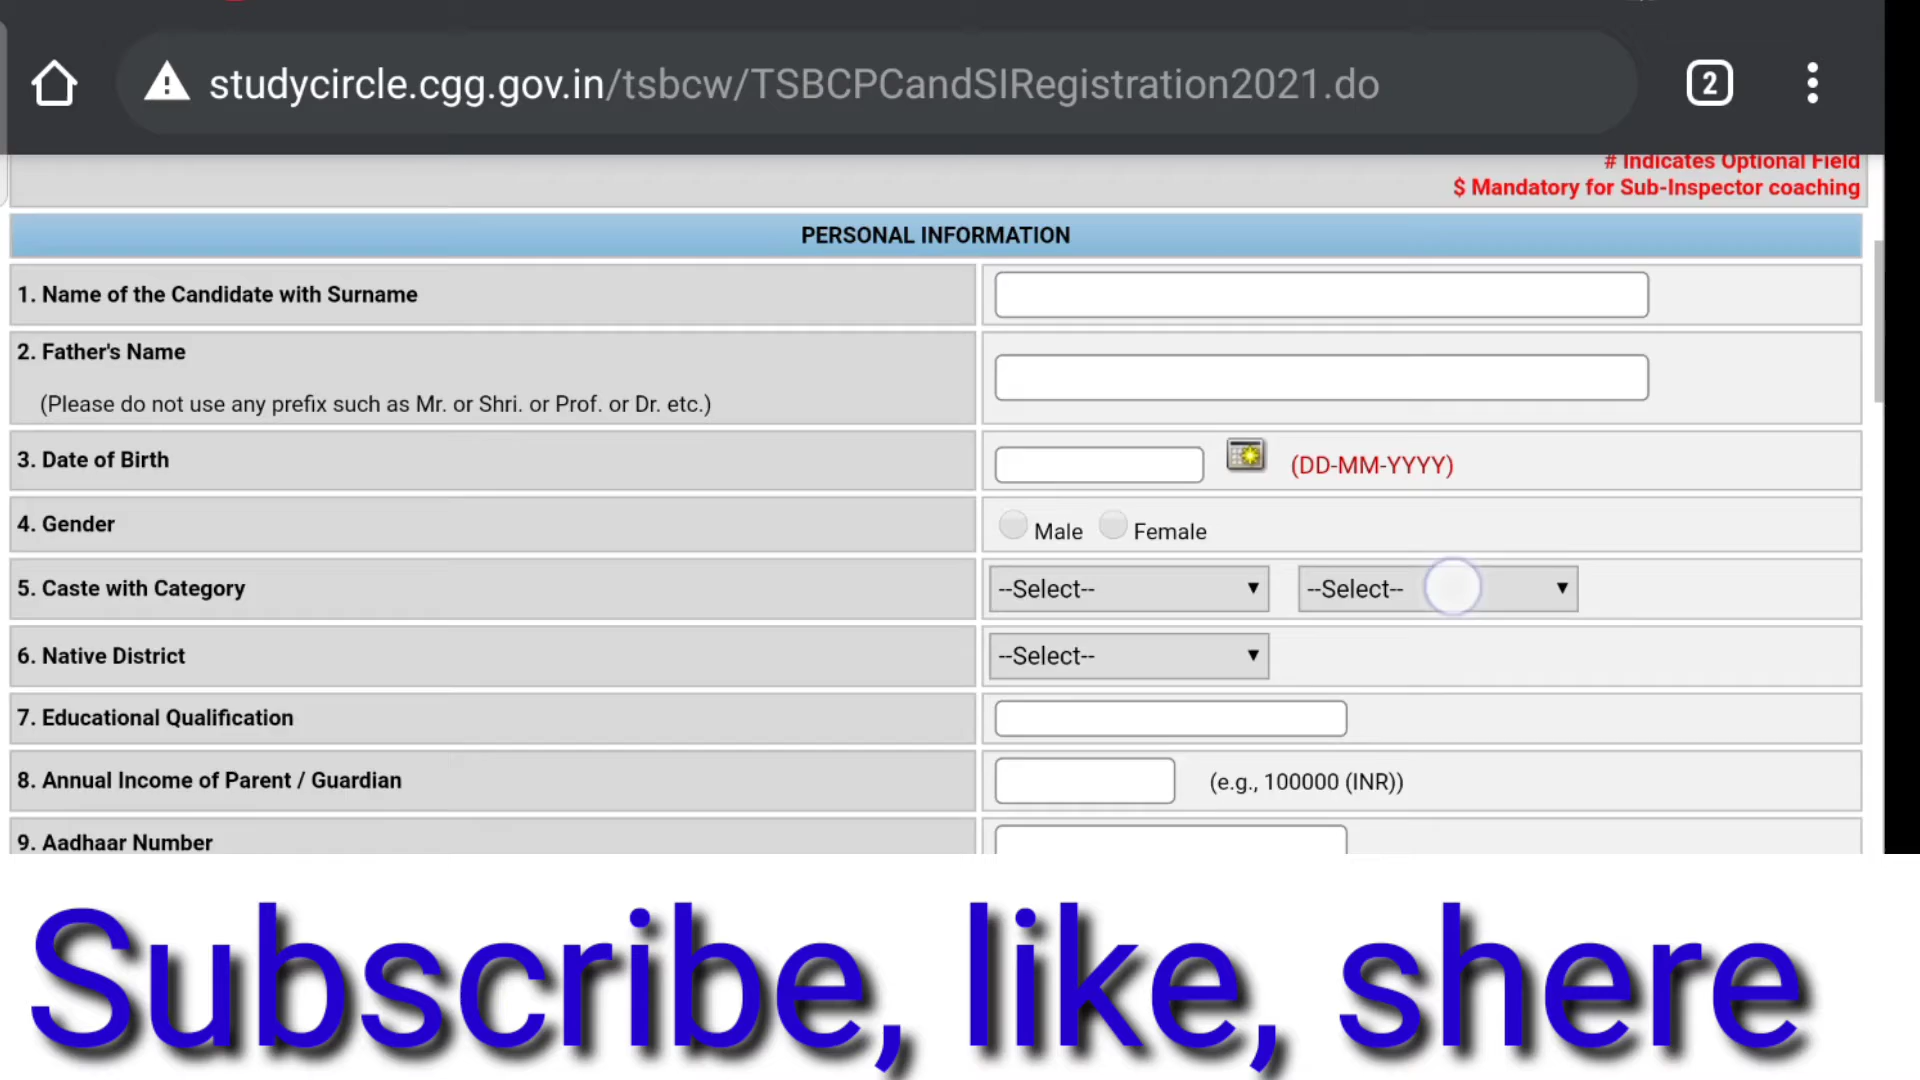 studycircle.cgg.gov.in/tsbcw/TSBCPCandSIRegistration2021.do
2
# Indicates Optional Field
$ Mandatory for Sub-Inspector coaching
PERSONAL INFORMATION
1. Name of the Candidate with Surname
2. Father's Name
(Please do not use any prefix such as Mr. or Shri. or Prof. or Dr. etc.)
3. Date of Birth (DD-MM-YYYY)
4. Gender Male Female
5. Caste with Category --Select-- --Select--
6. Native District --Select--
7. Educational Qualification
8. Annual Income of Parent / Guardian (e.g., 100000 (INR))
9. Aadhaar Number
Subscribe, like, shere